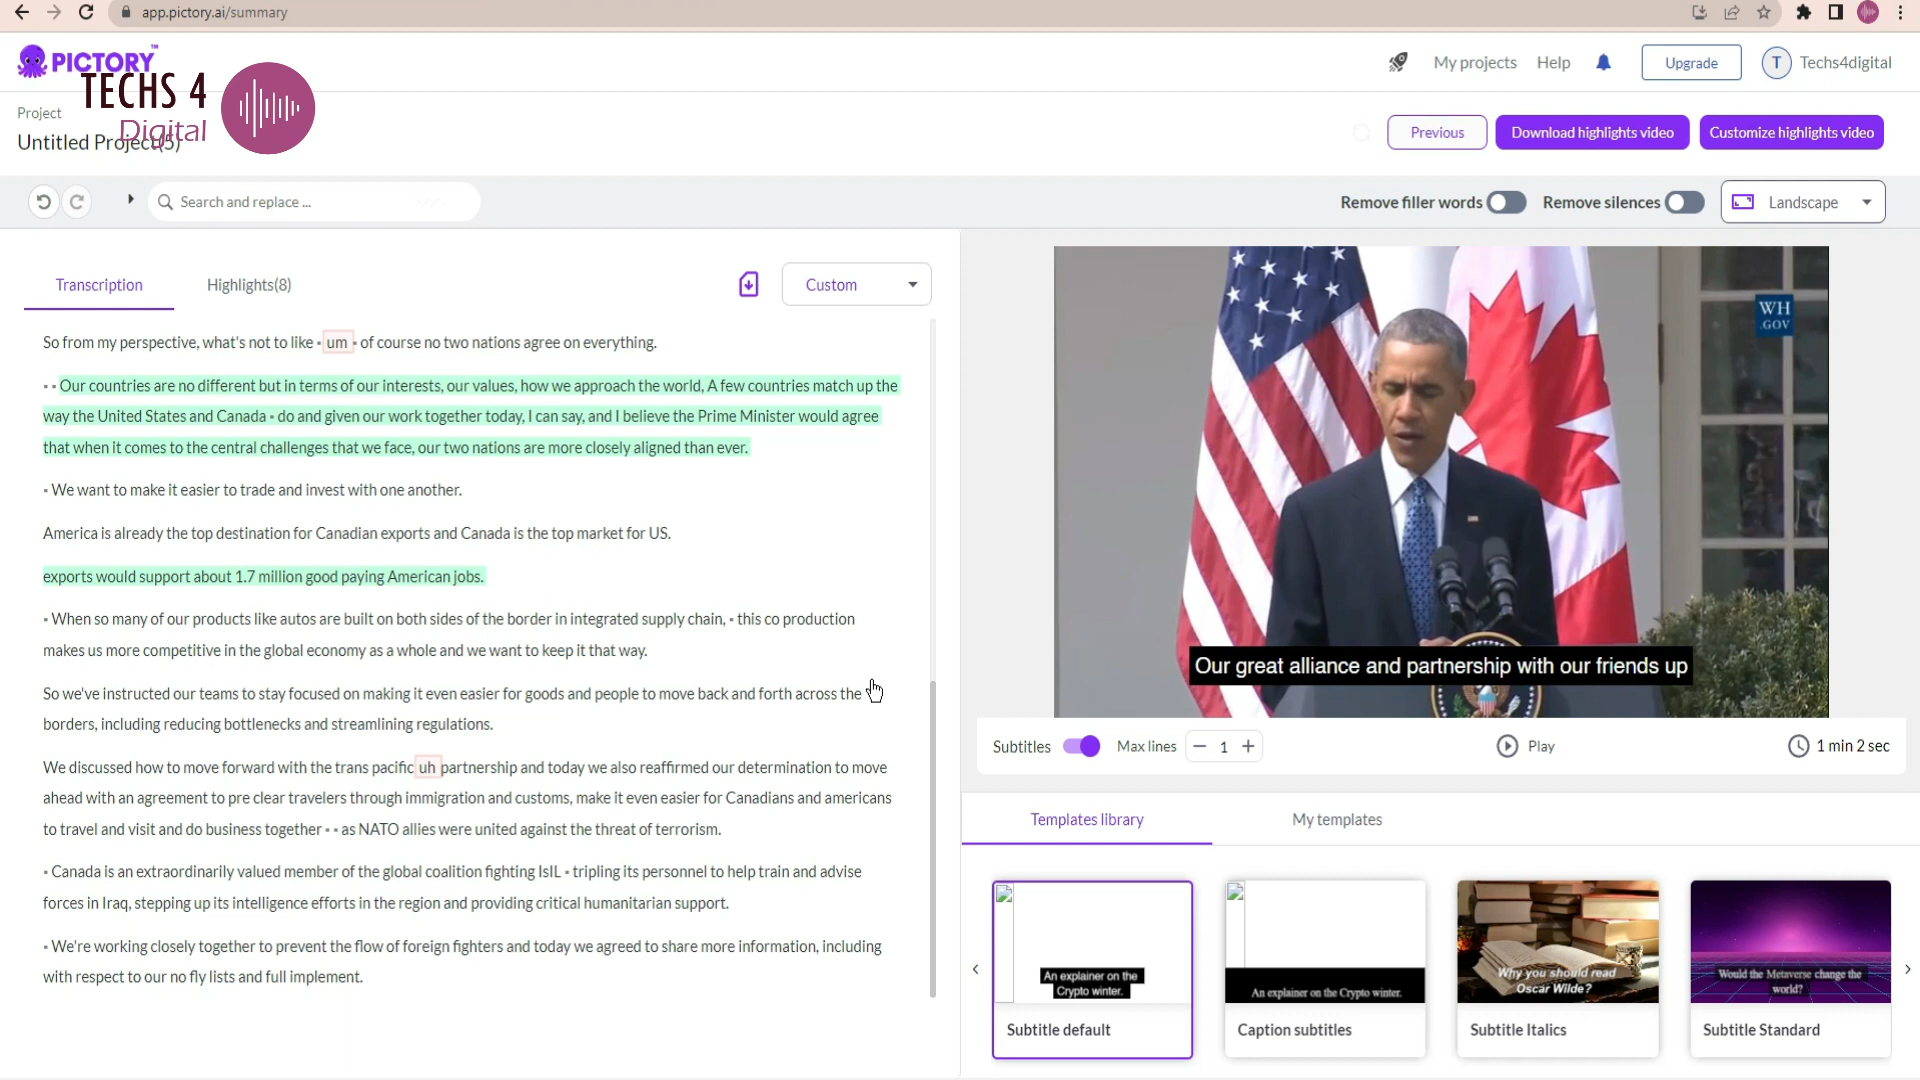 app.pictory.ai/summary
PICTORY™
TECHS 4
Digital
My projects
Help
Upgrade
T
Techs4digital
Project
Untitled Project(5)
Previous
Download highlights video
Customize highlights video
Search and replace ...
Remove filler words
Remove silences
Landscape
Transcription
Highlights(8)
Custom
So from my perspective, what's not to like • um • of course no two nations agree on everything.
• • Our countries are no different but in terms of our interests, our values, how we approach the world, A few countries match up the
way the United States and Canada • do and given our work together today, I can say, and I believe the Prime Minister would agree
that when it comes to the central challenges that we face, our two nations are more closely aligned than ever.
• We want to make it easier to trade and invest with one another.
America is already the top destination for Canadian exports and Canada is the top market for US.
exports would support about 1.7 million good paying American jobs.
• When so many of our products like autos are built on both sides of the border in integrated supply chain, • this co production
makes us more competitive in the global economy as a whole and we want to keep it that way.
So we've instructed our teams to stay focused on making it even easier for goods and people to move back and forth across the
borders, including reducing bottlenecks and streamlining regulations.
We discussed how to move forward with the trans pacific uh partnership and today we also reaffirmed our determination to move
ahead with an agreement to pre clear travelers through immigration and customs, make it even easier for Canadians and americans
to travel and visit and do business together • • as NATO allies were united against the threat of terrorism.
• Canada is an extraordinarily valued member of the global coalition fighting IsIL • tripling its personnel to help train and advise
forces in Iraq, stepping up its intelligence efforts in the region and providing critical humanitarian support.
• We're working closely together to prevent the flow of foreign fighters and today we agreed to share more information, including
with respect to our no fly lists and full implement.
WH
.GOV
Our great alliance and partnership with our friends up
Subtitles
Max lines
1
Play
1 min 2 sec
Templates library
My templates
An explainer on the
Crypto winter.
Subtitle default
An explainer on the Crypto winter.
Caption subtitles
Why you should read
Oscar Wilde?
Subtitle Italics
Would the Metaverse change the
world?
Subtitle Standard